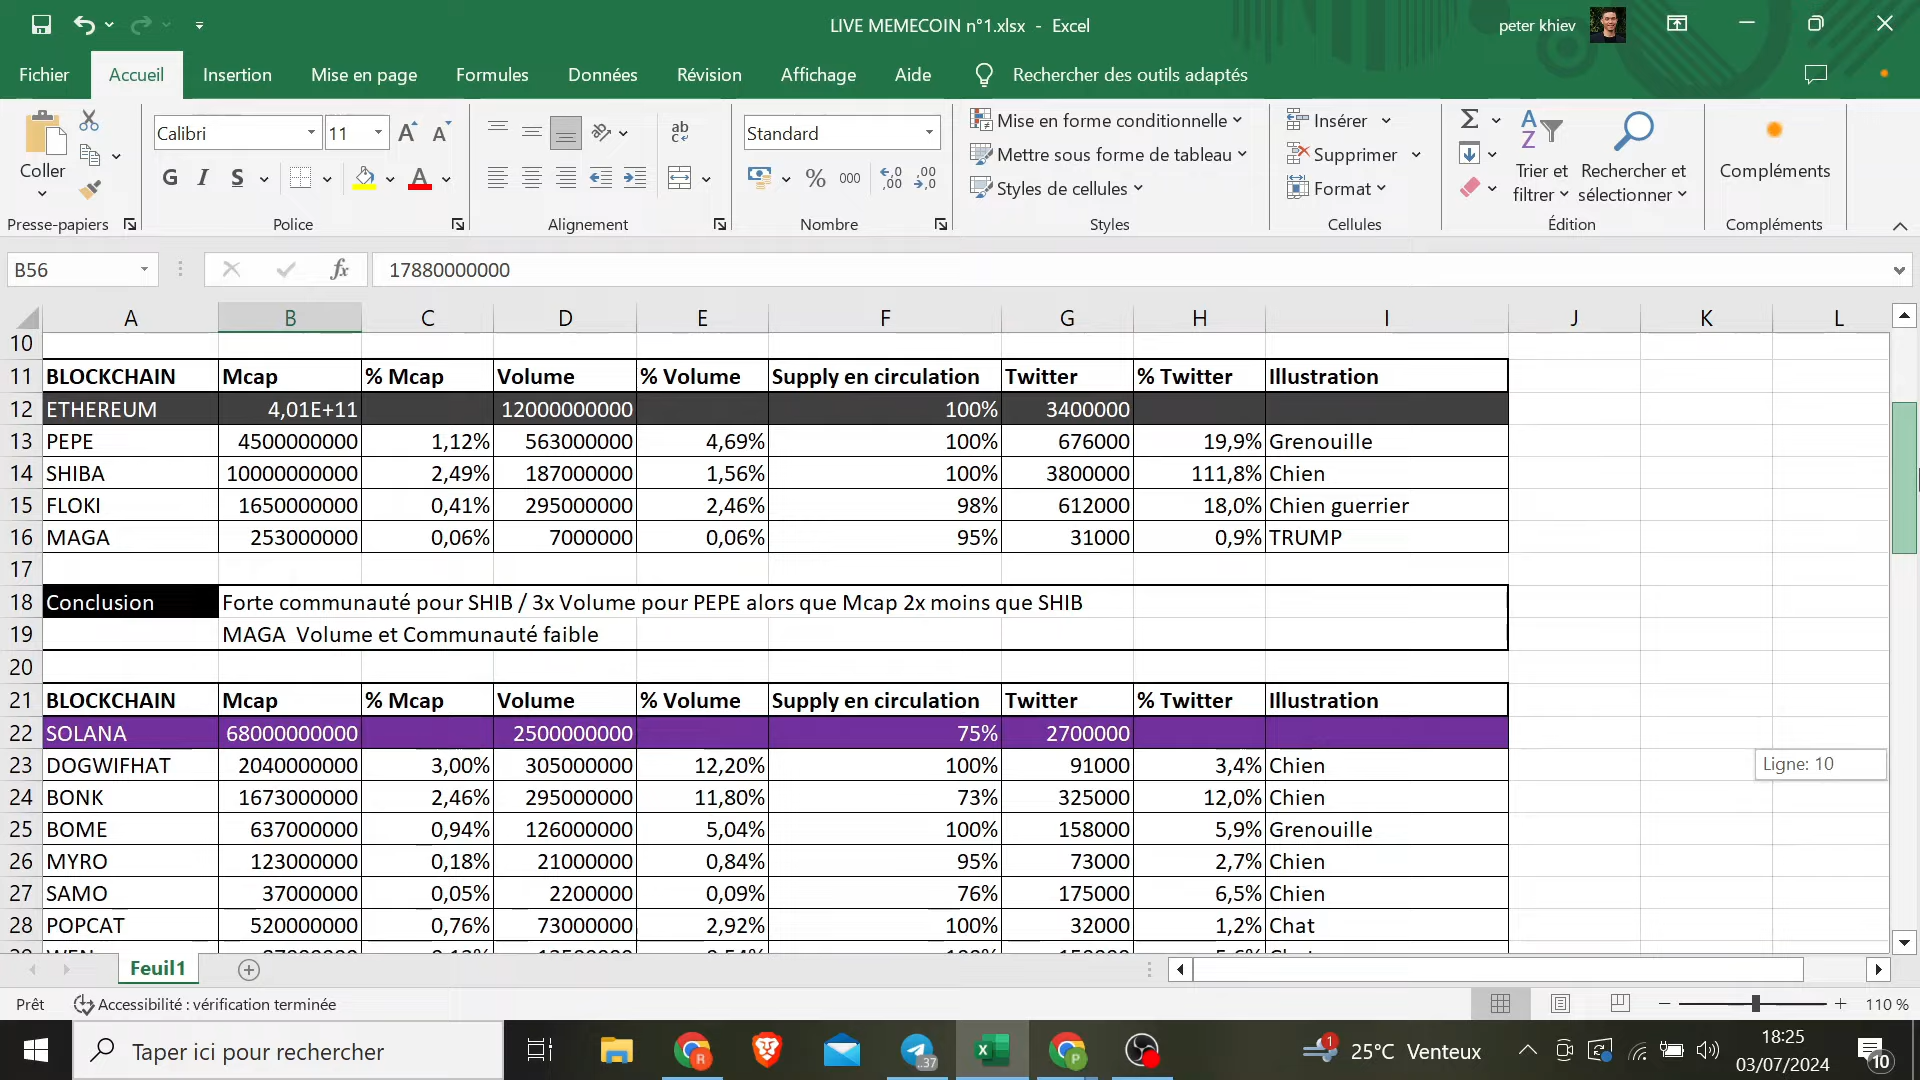 LIVE MEMECOIN n°1.xlsx - Excel
peter khiev
Fichier Accueil Insertion Mise en page Formules Données Révision Affichage Aide Rechercher des outils adaptés
Coller
Presse-papiers
Calibri 11
G I S
Police
ab
Alignement
Standard
% 000
Nombre
Mise en forme conditionnelle
Mettre sous forme de tableau
Styles de cellules
Styles
Insérer
Supprimer
Format
Cellules
Trier et filtrer
Rechercher et sélectionner
Édition
Compléments
Compléments
B56 fx 17880000000
A B C D E F G H I J K L
10
11 BLOCKCHAIN Mcap % Mcap Volume % Volume Supply en circulation Twitter % Twitter Illustration
12 ETHEREUM 4,01E+11 12000000000 100% 3400000
13 PEPE 4500000000 1,12% 563000000 4,69% 100% 676000 19,9% Grenouille
14 SHIBA 10000000000 2,49% 187000000 1,56% 100% 3800000 111,8% Chien
15 FLOKI 1650000000 0,41% 295000000 2,46% 98% 612000 18,0% Chien guerrier
16 MAGA 253000000 0,06% 7000000 0,06% 95% 31000 0,9% TRUMP
17
18 Conclusion Forte communauté pour SHIB / 3x Volume pour PEPE alors que Mcap 2x moins que SHIB
19 MAGA Volume et Communauté faible
20
21 BLOCKCHAIN Mcap % Mcap Volume % Volume Supply en circulation Twitter % Twitter Illustration
22 SOLANA 68000000000 2500000000 75% 2700000
23 DOGWIFHAT 2040000000 3,00% 305000000 12,20% 100% 91000 3,4% Chien
Ligne: 10
24 BONK 1673000000 2,46% 295000000 11,80% 73% 325000 12,0% Chien
25 BOME 637000000 0,94% 126000000 5,04% 100% 158000 5,9% Grenouille
26 MYRO 123000000 0,18% 21000000 0,84% 95% 73000 2,7% Chien
27 SAMO 37000000 0,05% 2200000 0,09% 76% 175000 6,5% Chien
28 POPCAT 520000000 0,76% 73000000 2,92% 100% 32000 1,2% Chat
Feuil1
Prêt Accessibilité : vérification terminée 110 %
Taper ici pour rechercher
25°C Venteux
18:25
03/07/2024
10